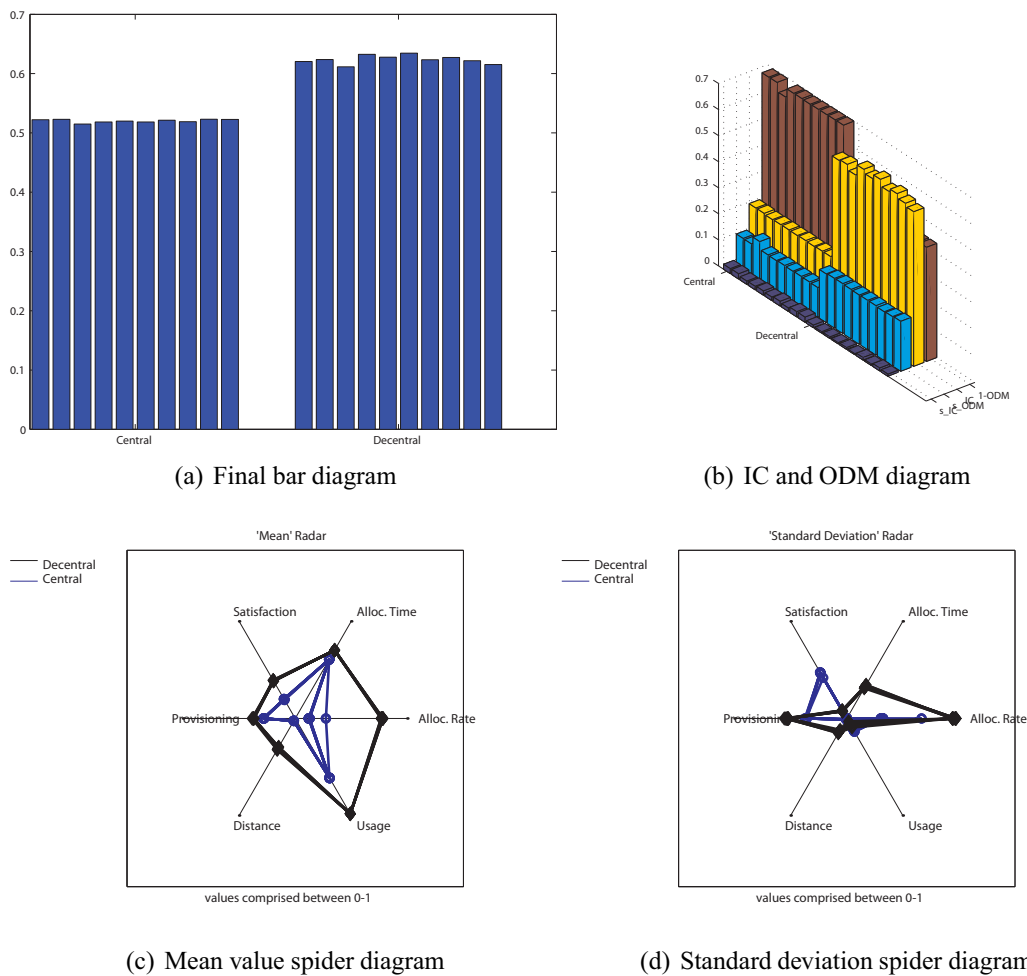 0.7
0.6
0.5
0.4
0.3
0.2
0.1
0
Central
Decentral
(a) Final bar diagram
0.7
0.6
0.5
0.4
0.3
0.2
0.1
0
Central
Decentral
s_IC
s_ODM
IC
1-ODM
(b) IC and ODM diagram
'Mean' Radar
Decentral
Central
Satisfaction
Alloc. Time
Provisioning
Alloc. Rate
Distance
Usage
values comprised between 0-1
(c) Mean value spider diagram
'Standard Deviation' Radar
Decentral
Central
Satisfaction
Alloc. Time
Provisionin
Alloc. Rate
Distance
Usage
values comprised between 0-1
(d) Standard deviation spider diagram